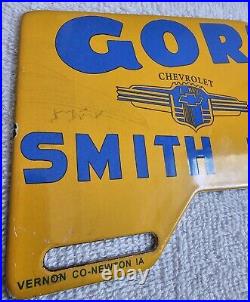 GOR
CHEVROLET
SMITH
VERNON CO-NEWTON IA